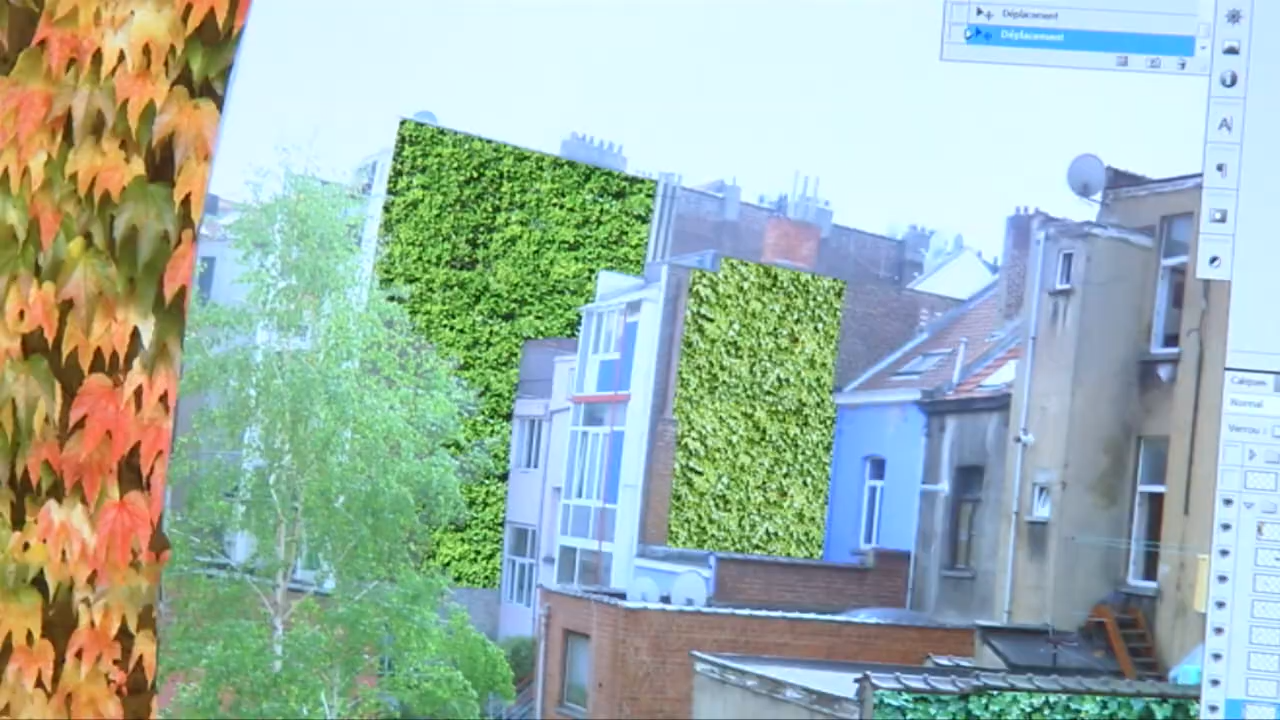 Déplacement
Déplacement
A
¶
Calques
Normal
Verrou :